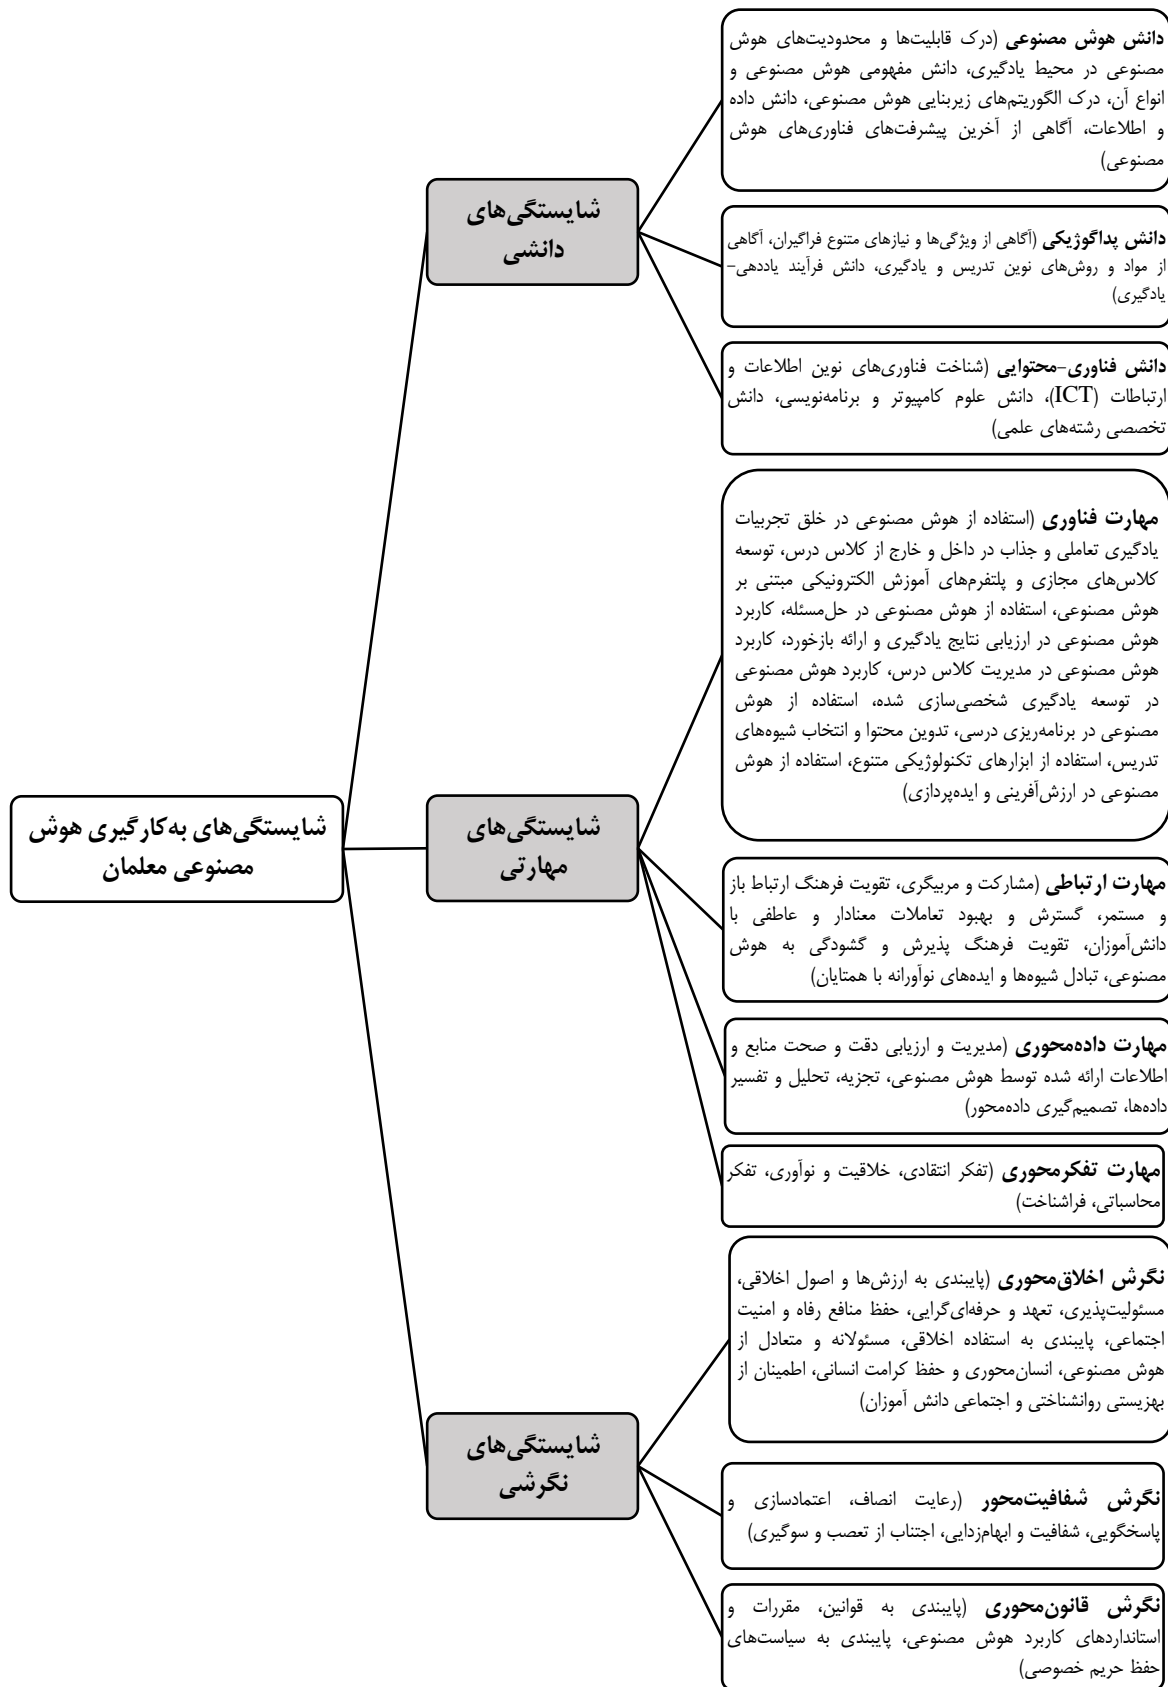 دانش هوش مصنوعی (درک قابلیت‌ها و محدودیت‌های هوش
مصنوعی در محیط یادگیری، دانش مفهومی هوش مصنوعی و
انواع آن، درک الگوریتم‌های زیربنایی هوش مصنوعی، دانش داده
و اطلاعات، آگاهی از آخرین پیشرفت‌های فناوری‌های هوش
مصنوعی)
شایستگی‌های
دانشی
دانش پداگوژیکی (آگاهی از ویژگی‌ها و نیازهای متنوع فراگیران، آگاهی
از مواد و روش‌های نوین تدریس و یادگیری، دانش فرآیند یاددهی-
یادگیری)
دانش فناوری-محتوایی (شناخت فناوری‌های نوین اطلاعات و
ارتباطات (ICT)، دانش علوم کامپیوتر و برنامه‌نویسی، دانش
تخصصی رشته‌های علمی)
مهارت فناوری (استفاده از هوش مصنوعی در خلق تجربیات
یادگیری تعاملی و جذاب در داخل و خارج از کلاس درس، توسعه
کلاس‌های مجازی و پلتفرم‌های آموزش الکترونیکی مبتنی بر
هوش مصنوعی، استفاده از هوش مصنوعی در حل‌مسئله، کاربرد
هوش مصنوعی در ارزیابی نتایج یادگیری و ارائه بازخورد، کاربرد
هوش مصنوعی در مدیریت کلاس درس، کاربرد هوش مصنوعی
در توسعه یادگیری شخصی‌سازی شده، استفاده از هوش
مصنوعی در برنامه‌ریزی درسی، تدوین محتوا و انتخاب شیوه‌های
تدریس، استفاده از ابزارهای تکنولوژیکی متنوع، استفاده از هوش
مصنوعی در ارزش‌آفرینی و ایده‌پردازی)
شایستگی‌های به‌کارگیری هوش
مصنوعی معلمان
شایستگی‌های
مهارتی
مهارت ارتباطی (مشارکت و مربیگری، تقویت فرهنگ ارتباط باز
و مستمر، گسترش و بهبود تعاملات معنادار و عاطفی با
دانش‌آموزان، تقویت فرهنگ پذیرش و گشودگی به هوش
مصنوعی، تبادل شیوه‌ها و ایده‌های نوآورانه با همتایان)
مهارت داده‌محوری (مدیریت و ارزیابی دقت و صحت منابع و
اطلاعات ارائه شده توسط هوش مصنوعی، تجزیه، تحلیل و تفسیر
داده‌ها، تصمیم‌گیری داده‌محور)
مهارت تفکرمحوری (تفکر انتقادی، خلاقیت و نوآوری، تفکر
محاسباتی، فراشناخت)
نگرش اخلاق‌محوری (پایبندی به ارزش‌ها و اصول اخلاقی،
مسئولیت‌پذیری، تعهد و حرفه‌ای‌گرایی، حفظ منافع رفاه و امنیت
اجتماعی، پایبندی به استفاده اخلاقی، مسئولانه و متعادل از
هوش مصنوعی، انسان‌محوری و حفظ کرامت انسانی، اطمینان از
بهزیستی روانشناختی و اجتماعی دانش آموزان)
شایستگی‌های
نگرشی
نگرش شفافیت‌محور (رعایت انصاف، اعتمادسازی و
پاسخگویی، شفافیت و ابهام‌زدایی، اجتناب از تعصب و سوگیری)
نگرش قانون‌محوری (پایبندی به قوانین، مقررات و
استانداردهای کاربرد هوش مصنوعی، پایبندی به سیاست‌های
حفظ حریم خصوصی)